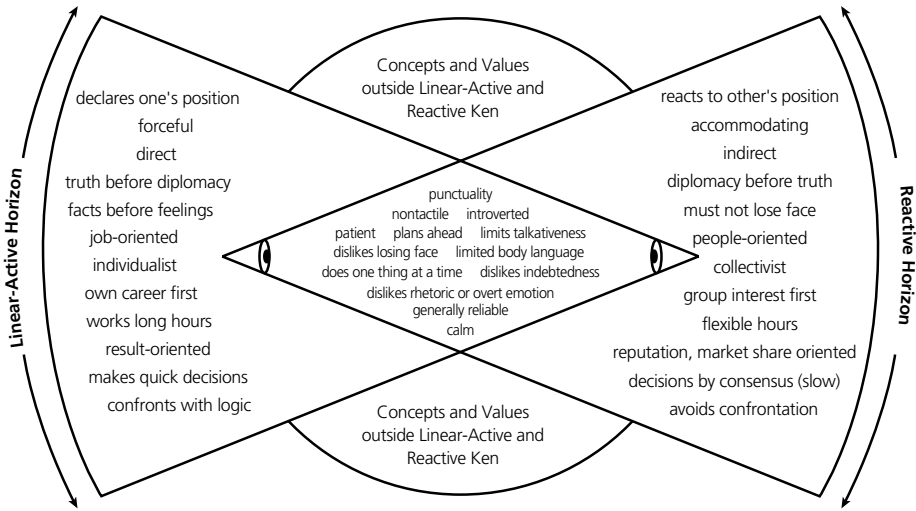 Linear-Active Horizon
declares one's position
forceful
direct
truth before diplomacy
facts before feelings
job-oriented
individualist
own career first
works long hours
result-oriented
makes quick decisions
confronts with logic
Concepts and Values
outside Linear-Active and
Reactive Ken
punctuality
nontactile introverted
patient plans ahead limits talkativeness
dislikes losing face limited body language
does one thing at a time dislikes indebtedness
dislikes rhetoric or overt emotion
generally reliable
calm
Concepts and Values
outside Linear-Active and
Reactive Ken
reacts to other's position
accommodating
indirect
diplomacy before truth
must not lose face
people-oriented
collectivist
group interest first
flexible hours
reputation, market share oriented
decisions by consensus (slow)
avoids confrontation
Reactive Horizon